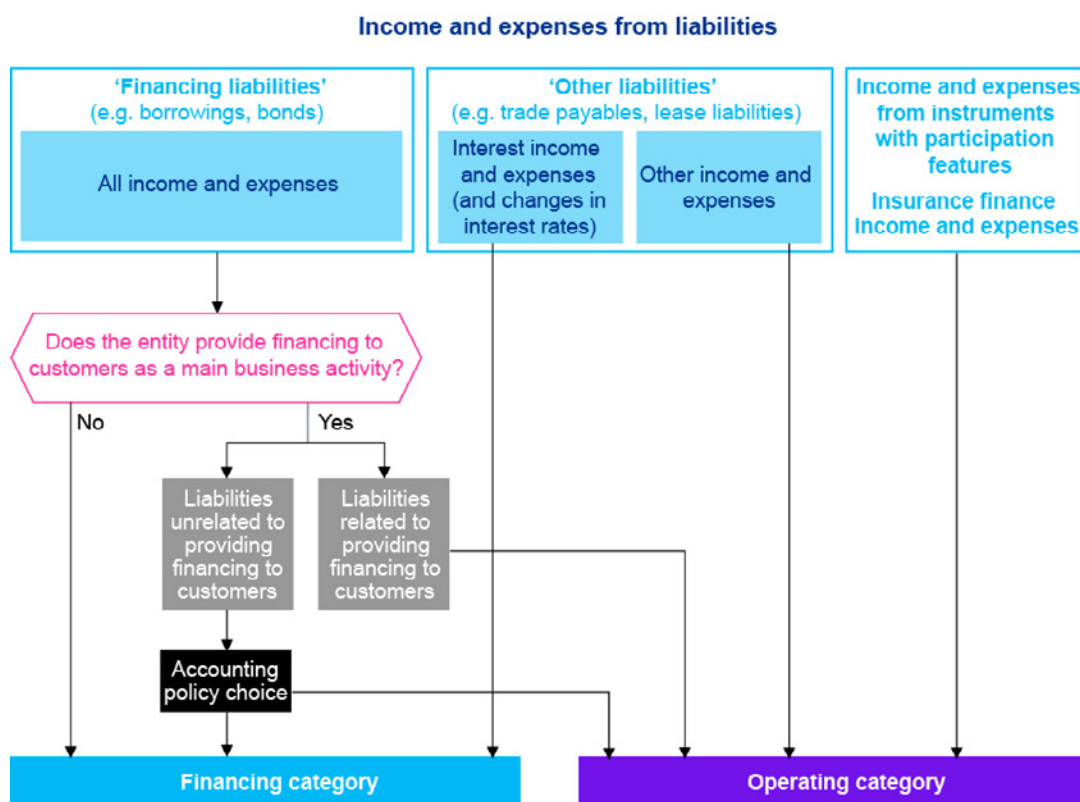 Income and expenses from liabilities
‘Financing liabilities’
(e.g. borrowings, bonds)
All income and expenses
‘Other liabilities’
(e.g. trade payables, lease liabilities)
Interest income
and expenses
(and changes in
interest rates)
Other income and
expenses
Income and expenses
from instruments
with participation
features
Insurance finance
Income and expenses
Does the entity provide financing to
customers as a main business activity?
No
Yes
Liabilities
unrelated to
providing
financing to
customers
Liabilities
related to
providing
financing to
customers
Accounting
policy choice
Financing category
Operating category